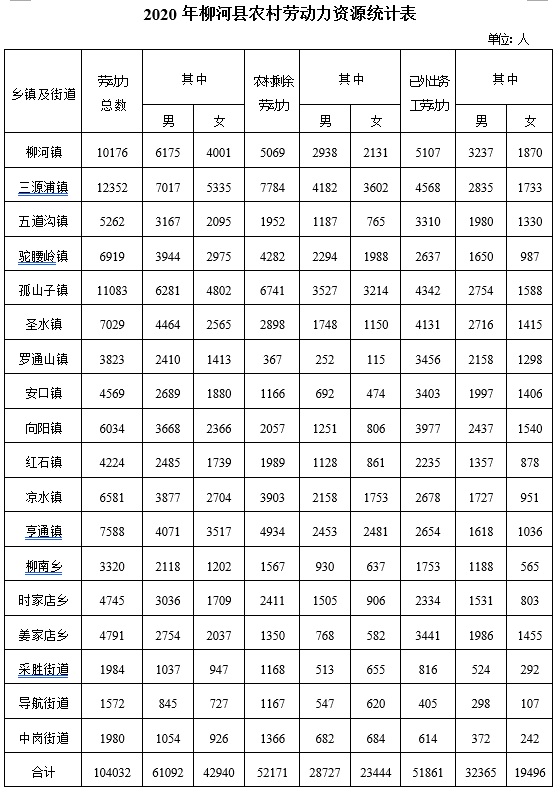 2020 年柳河县农村劳动力资源统计表
单位: 人
乡镇及街道 劳动力总数 其中 农村剩余劳动力 其中 已外出务工劳动力 其中
男 女 男 女 男 女
柳河镇 10176 6175 4001 5069 2938 2131 5107 3237 1870
三源浦镇 12352 7017 5335 7784 4182 3602 4568 2835 1733
五道沟镇 5262 3167 2095 1952 1187 765 3310 1980 1330
驼腰岭镇 6919 3944 2975 4282 2294 1988 2637 1650 987
孤山子镇 11083 6281 4802 6741 3527 3214 4342 2754 1588
圣水镇 7029 4464 2565 2898 1748 1150 4131 2716 1415
罗通山镇 3823 2410 1413 367 252 115 3456 2158 1298
安口镇 4569 2689 1880 1166 692 474 3403 1997 1406
向阳镇 6034 3668 2366 2057 1251 806 3977 2437 1540
红石镇 4224 2485 1739 1989 1128 861 2235 1357 878
凉水镇 6581 3877 2704 3903 2158 1753 2678 1727 951
亨通镇 7588 4071 3517 4934 2453 2481 2654 1618 1036
柳南乡 3320 2118 1202 1567 930 637 1753 1188 565
时家店乡 4745 3036 1709 2411 1505 906 2334 1531 803
姜家店乡 4791 2754 2037 1350 768 582 3441 1986 1455
采胜街道 1984 1037 947 1168 513 655 816 524 292
导航街道 1572 845 727 1167 547 620 405 298 107
中岗街道 1980 1054 926 1366 682 684 614 372 242
合计 104032 61092 42940 52171 28727 23444 51861 32365 19496